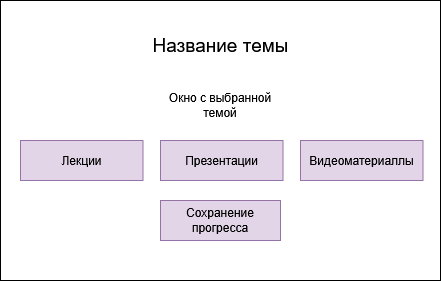 Название темы
Окно с выбранной
темой
Лекции
Презентации
Видеоматериаллы
Сохранение
прогресса